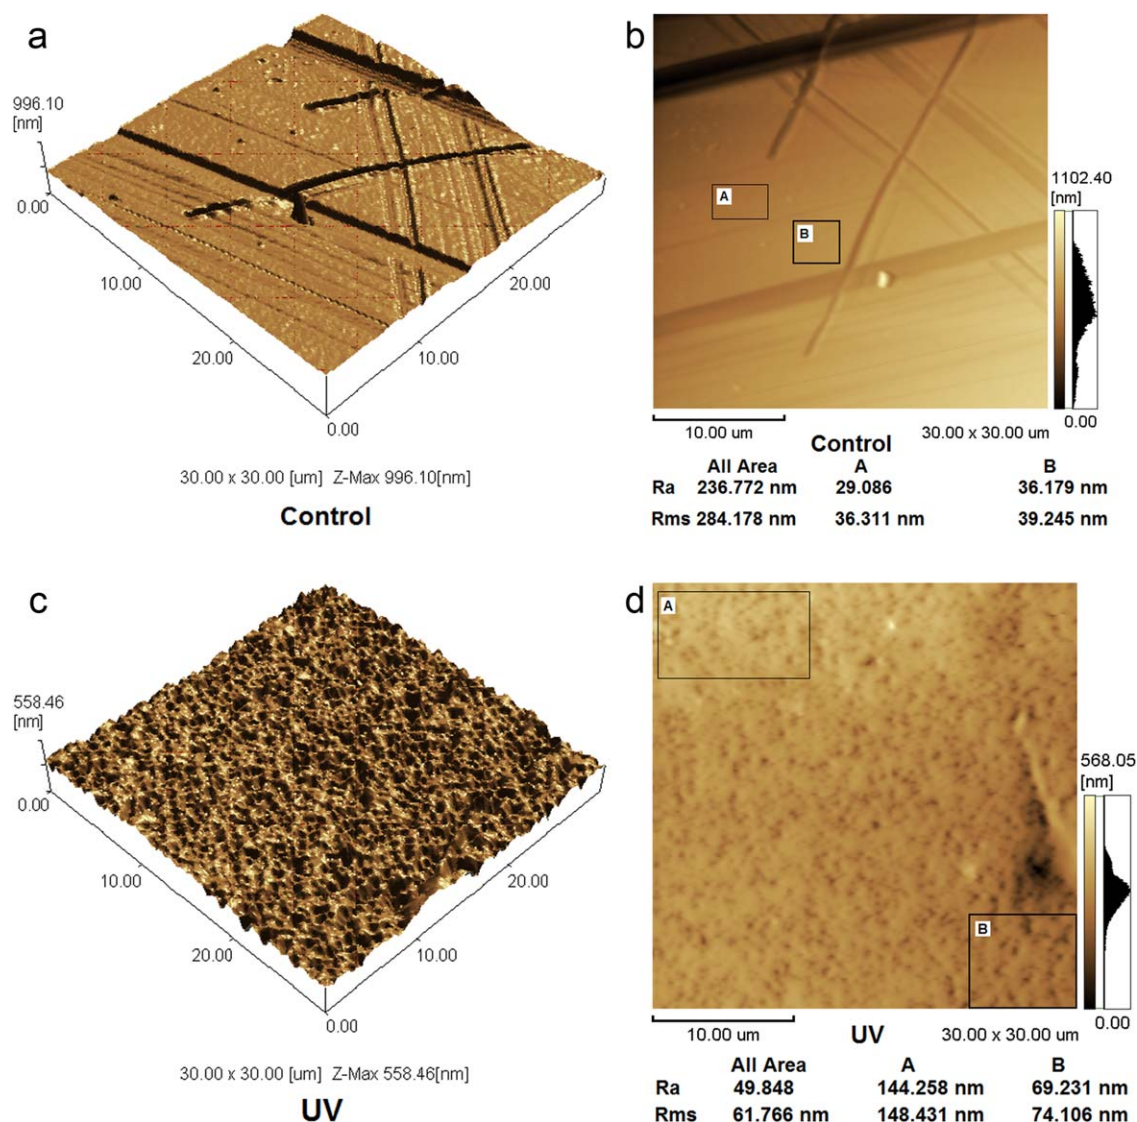 a
996.10
[nm]
0.00
10.00
20.00
20.00
10.00
0.00
30.00 x 30.00 [um] Z-Max 996.10[nm]
Control
b
A
B
1102.40
[nm]
0.00
10.00 um
30.00 x 30.00 um
Control
All Area A B
Ra 236.772 nm 29.086 36.179 nm
Rms 284.178 nm 36.311 nm 39.245 nm
c
558.46
[nm]
0.00
10.00
20.00
20.00
10.00
0.00
30.00 x 30.00 [um] Z-Max 558.46[nm]
UV
d
A
B
568.05
[nm]
0.00
10.00 um
30.00 x 30.00 um
UV
All Area A B
Ra 49.848 144.258 nm 69.231 nm
Rms 61.766 nm 148.431 nm 74.106 nm